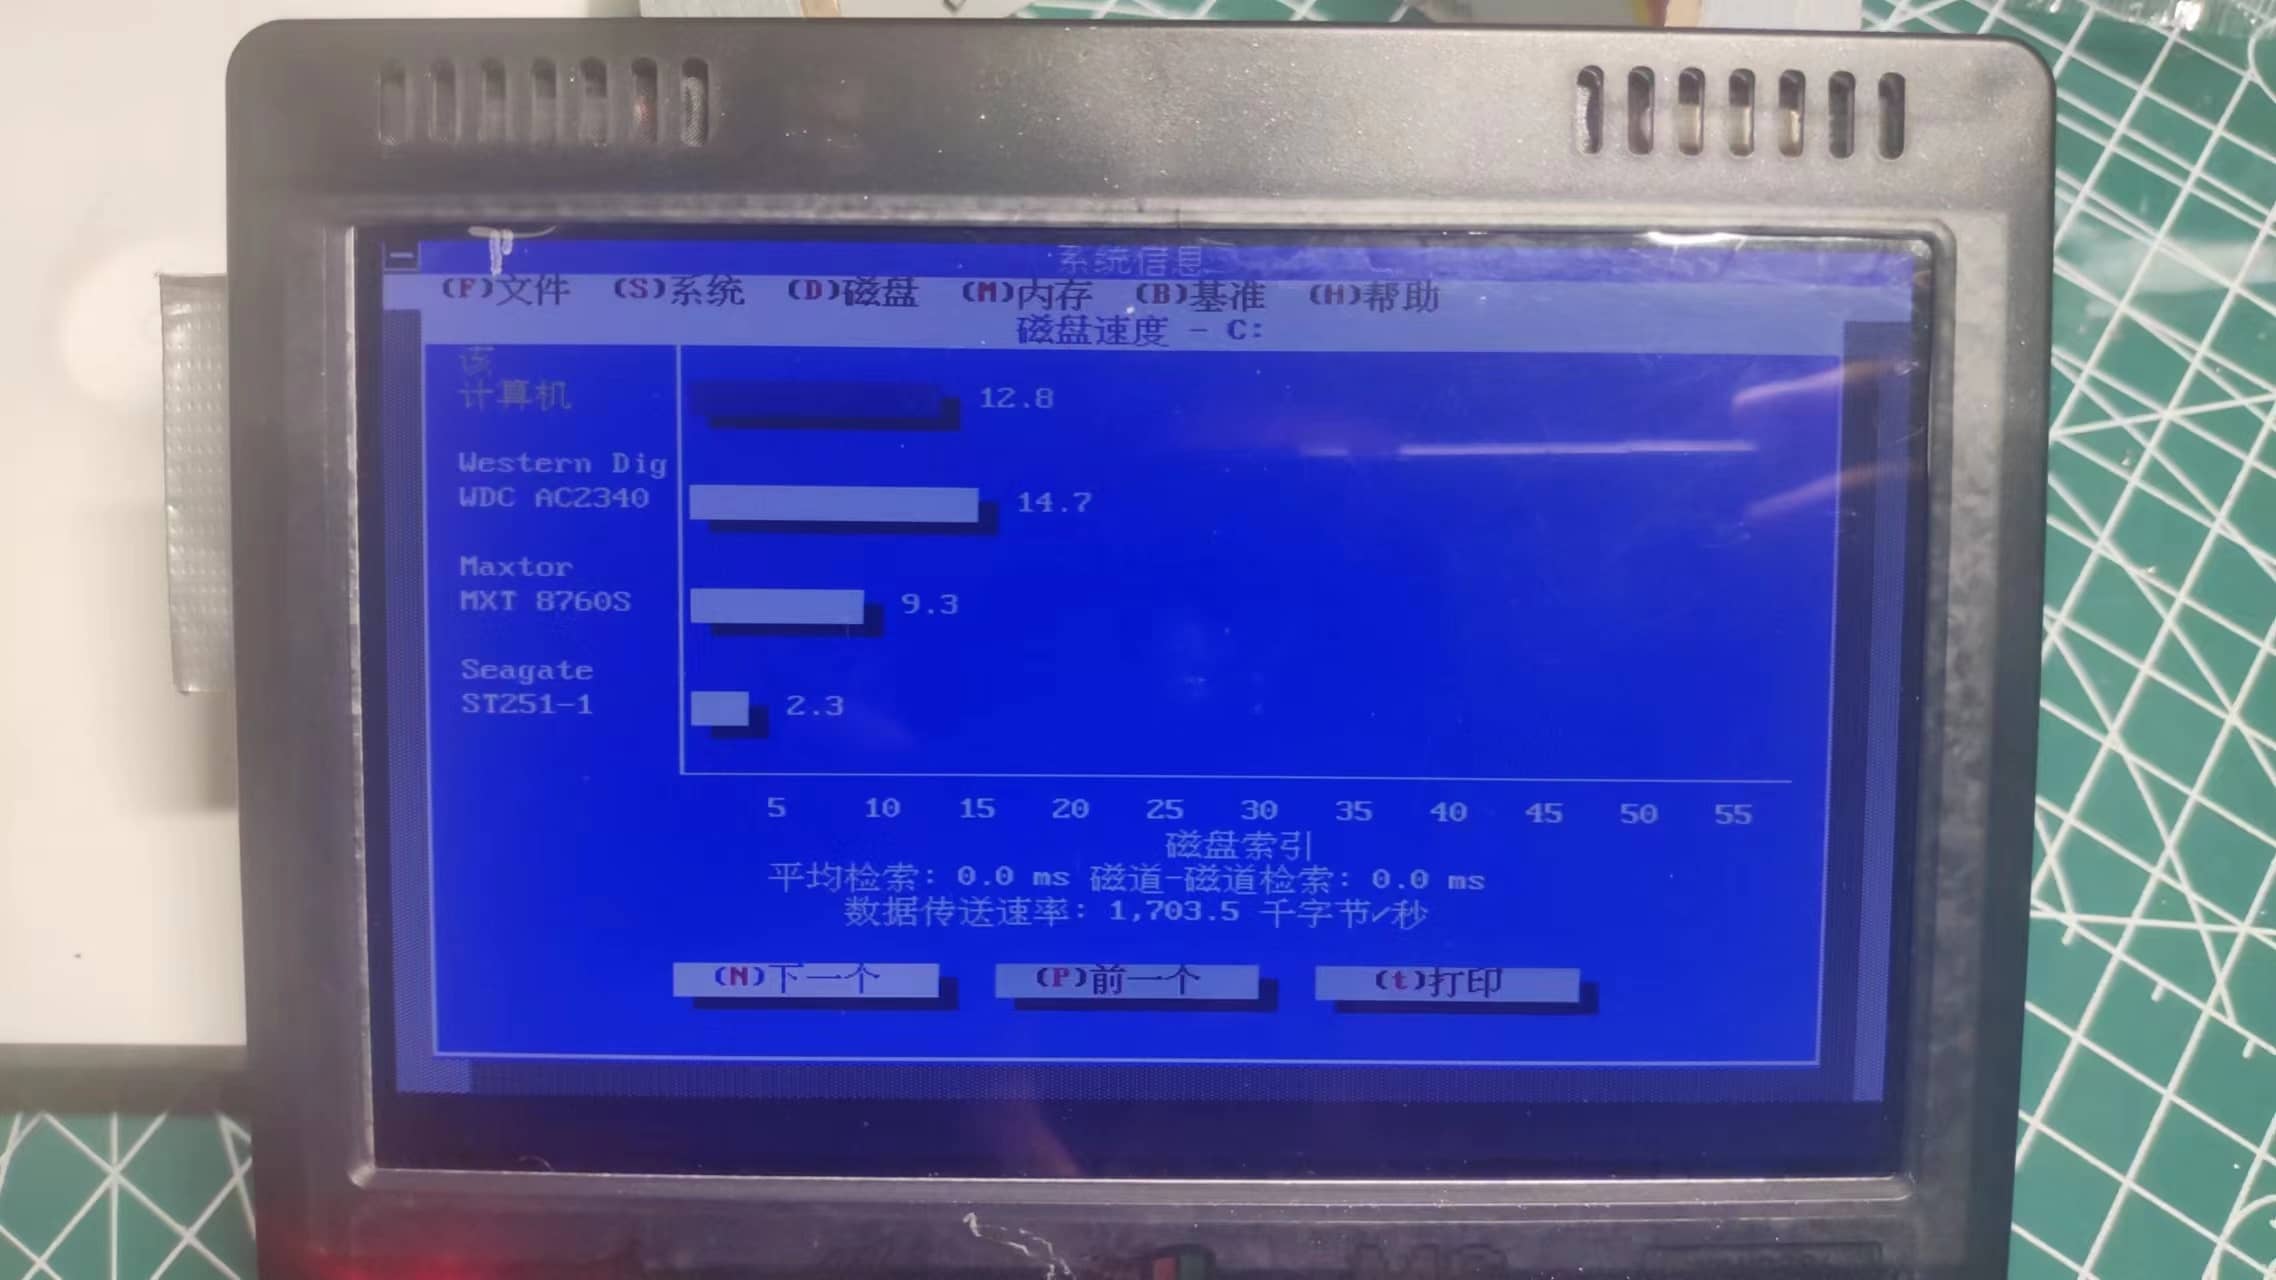 系统信息
(F)文件 (S)系统 (D)磁盘 (M)内存 (B)基准 (H)帮助
磁盘速度 - C:
该
计算机 12.8
Western Dig
WDC AC2340 14.7
Maxtor
MXT 8760S 9.3
Seagate
ST251-1 2.3
5 10 15 20 25 30 35 40 45 50 55
磁盘索引
平均检索: 0.0 ms 磁道-磁道检索: 0.0 ms
数据传送速率: 1,703.5 千字节/秒
(N)下一个 (P)前一个 (t)打印